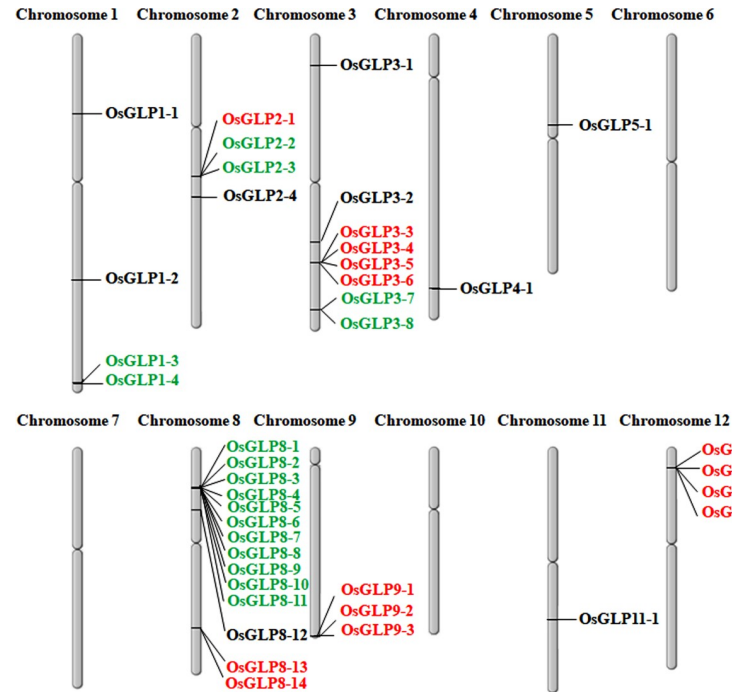 Chromosome 1
Chromosome 2
Chromosome 3
Chromosome 4
Chromosome 5
Chromosome 6
OsGLP1-1
OsGLP1-2
OsGLP1-3
OsGLP1-4
OsGLP2-1
OsGLP2-2
OsGLP2-3
OsGLP2-4
OsGLP3-1
OsGLP3-2
OsGLP3-3
OsGLP3-4
OsGLP3-5
OsGLP3-6
OsGLP3-7
OsGLP3-8
OsGLP4-1
OsGLP5-1
Chromosome 7
Chromosome 8
Chromosome 9
Chromosome 10
Chromosome 11
Chromosome 12
OsGLP8-1
OsGLP8-2
OsGLP8-3
OsGLP8-4
OsGLP8-5
OsGLP8-6
OsGLP8-7
OsGLP8-8
OsGLP8-9
OsGLP8-10
OsGLP8-11
OsGLP8-12
OsGLP8-13
OsGLP8-14
OsGLP9-1
OsGLP9-2
OsGLP9-3
OsGLP11-1
OsG
OsG
OsG
OsG